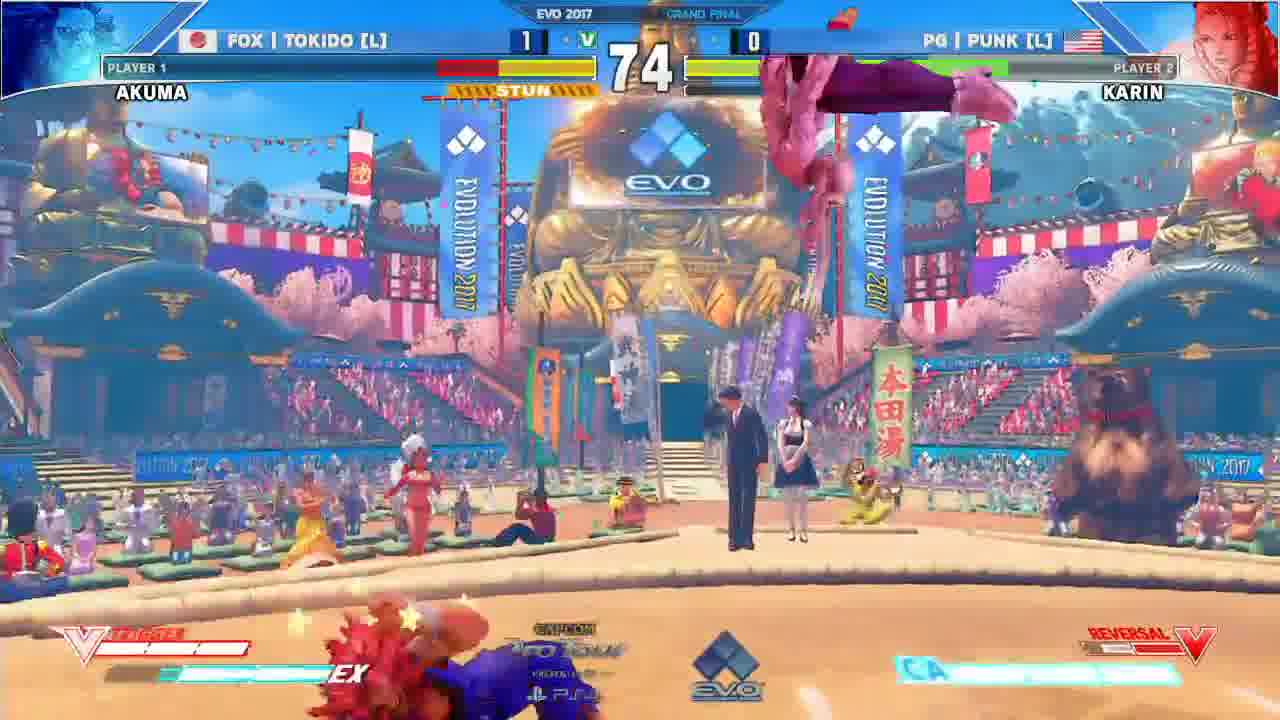 EVO 2017
GRAND FINAL
FOX | TOKIDO [L]
1
V
74
0
PG | PUNK [L]
PLAYER 1
PLAYER 2
AKUMA
STUN
KARIN
EVO
EVOLUTION 2017
EVOLUTION 2017
本田湯
REVERSAL
EX
CA
CAPCOM
EVO